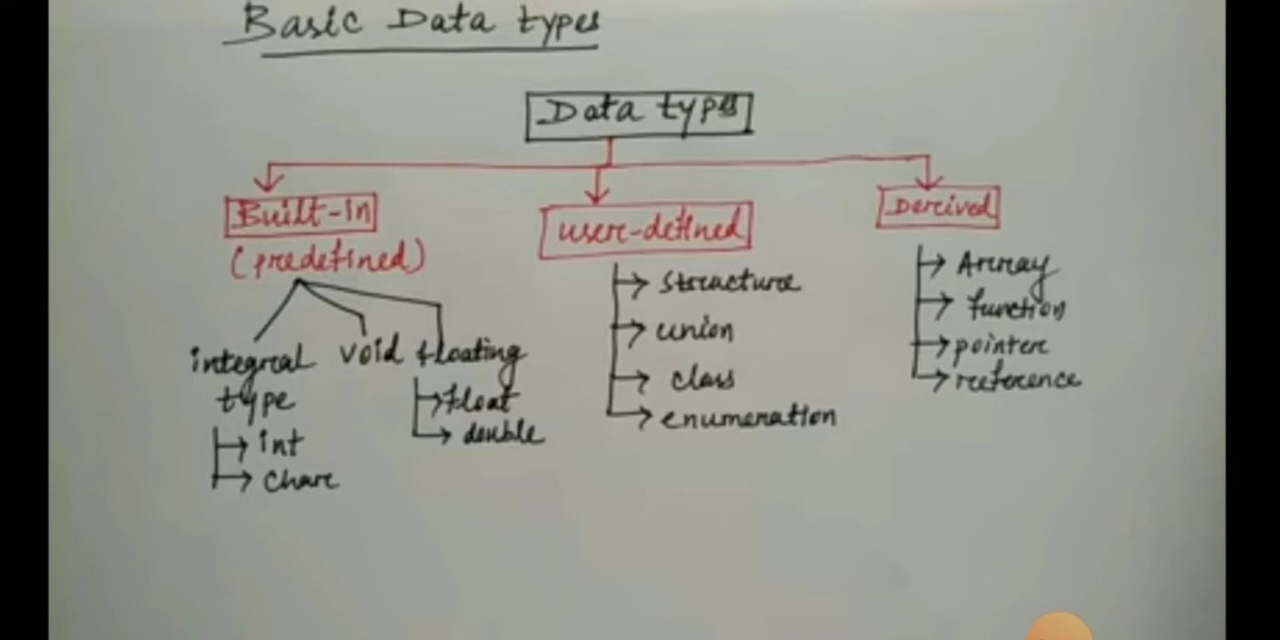 Basic Data types
Data types
Built-in
(predefined)
integral
type
int
char
void
floating
float
double
user-defined
structure
union
class
enumeration
Derived
Array
function
pointer
reference